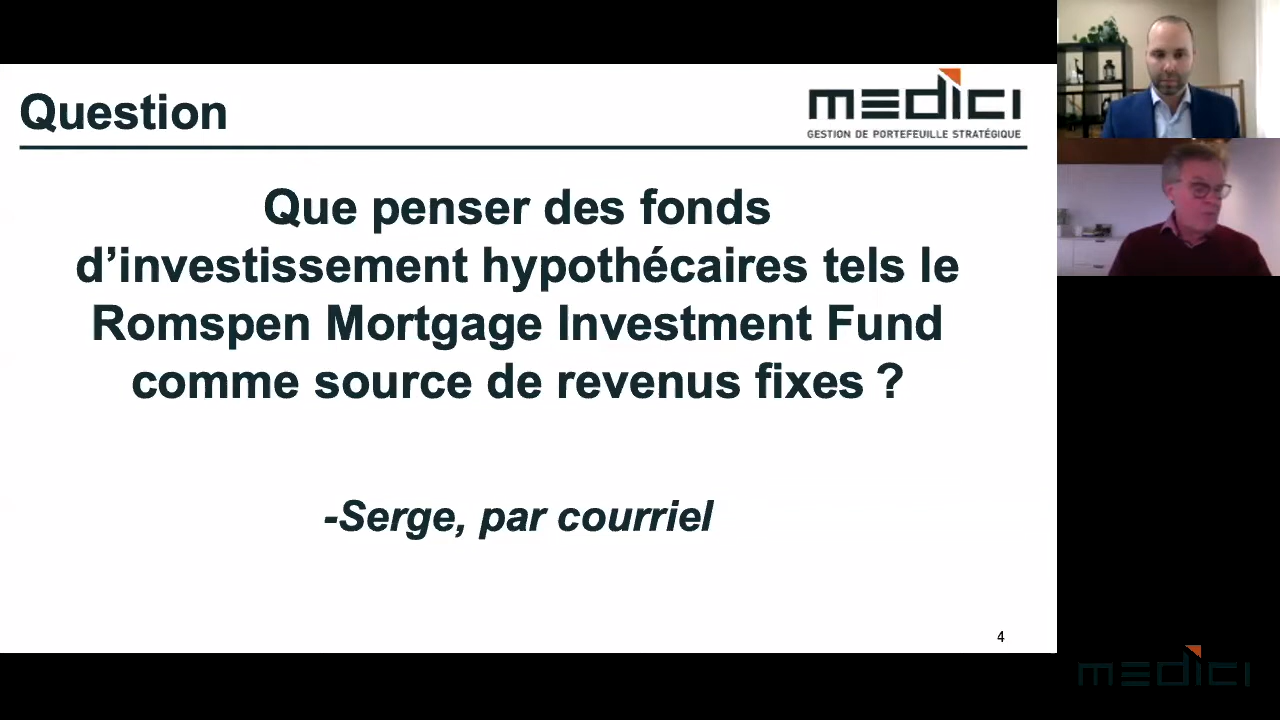 Question
MEDICI
GESTION DE PORTEFEUILLE STRATÉGIQUE
Que penser des fonds
d’investissement hypothécaires tels le
Romspen Mortgage Investment Fund
comme source de revenus fixes ?
-Serge, par courriel
4
MEDICI